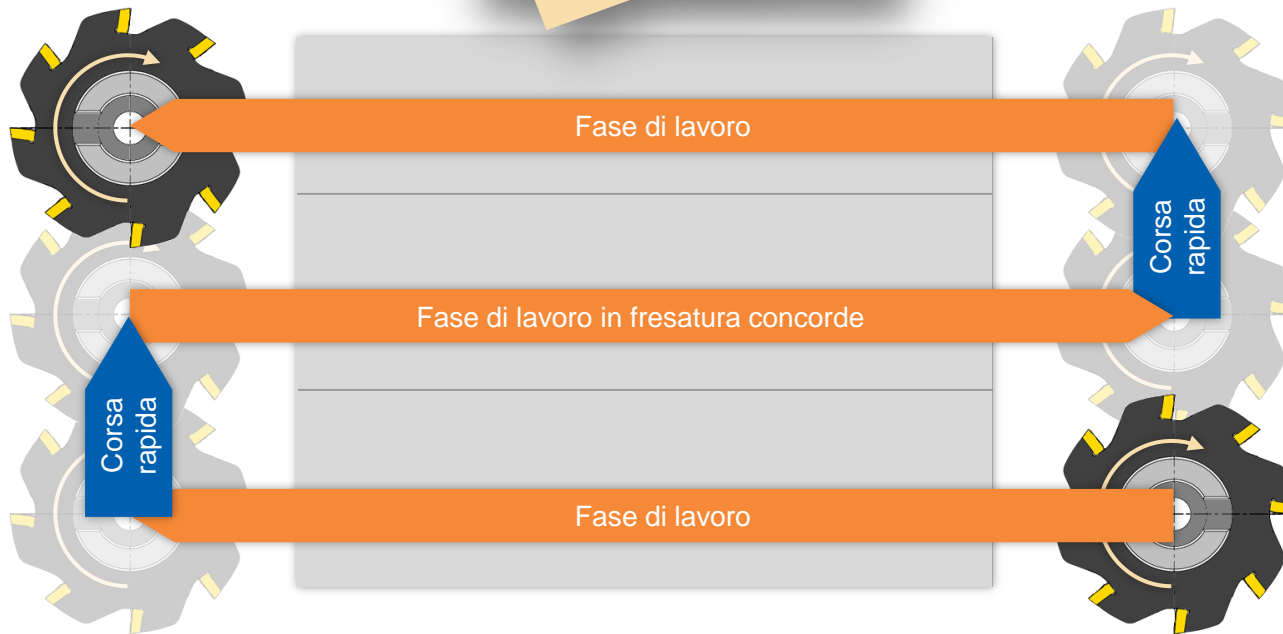 Fase di lavoro
Corsa
rapida
Fase di lavoro in fresatura concorde
Corsa
rapida
Fase di lavoro